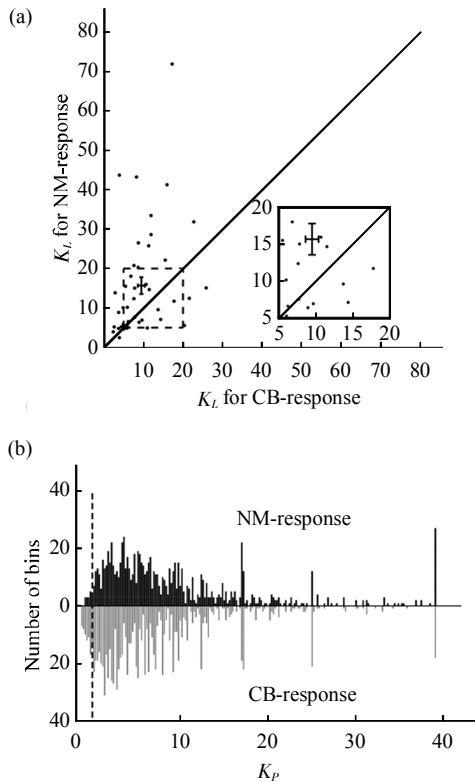 (a)
80
70
60
50
40
30
20
10
0
K_L for NM-response
20
15
10
5
5 10 15 20
10 20 30 40 50 60 70 80
K_L for CB-response
(b)
40
20
0
20
40
Number of bins
NM-response
CB-response
0 10 20 30 40
K_P